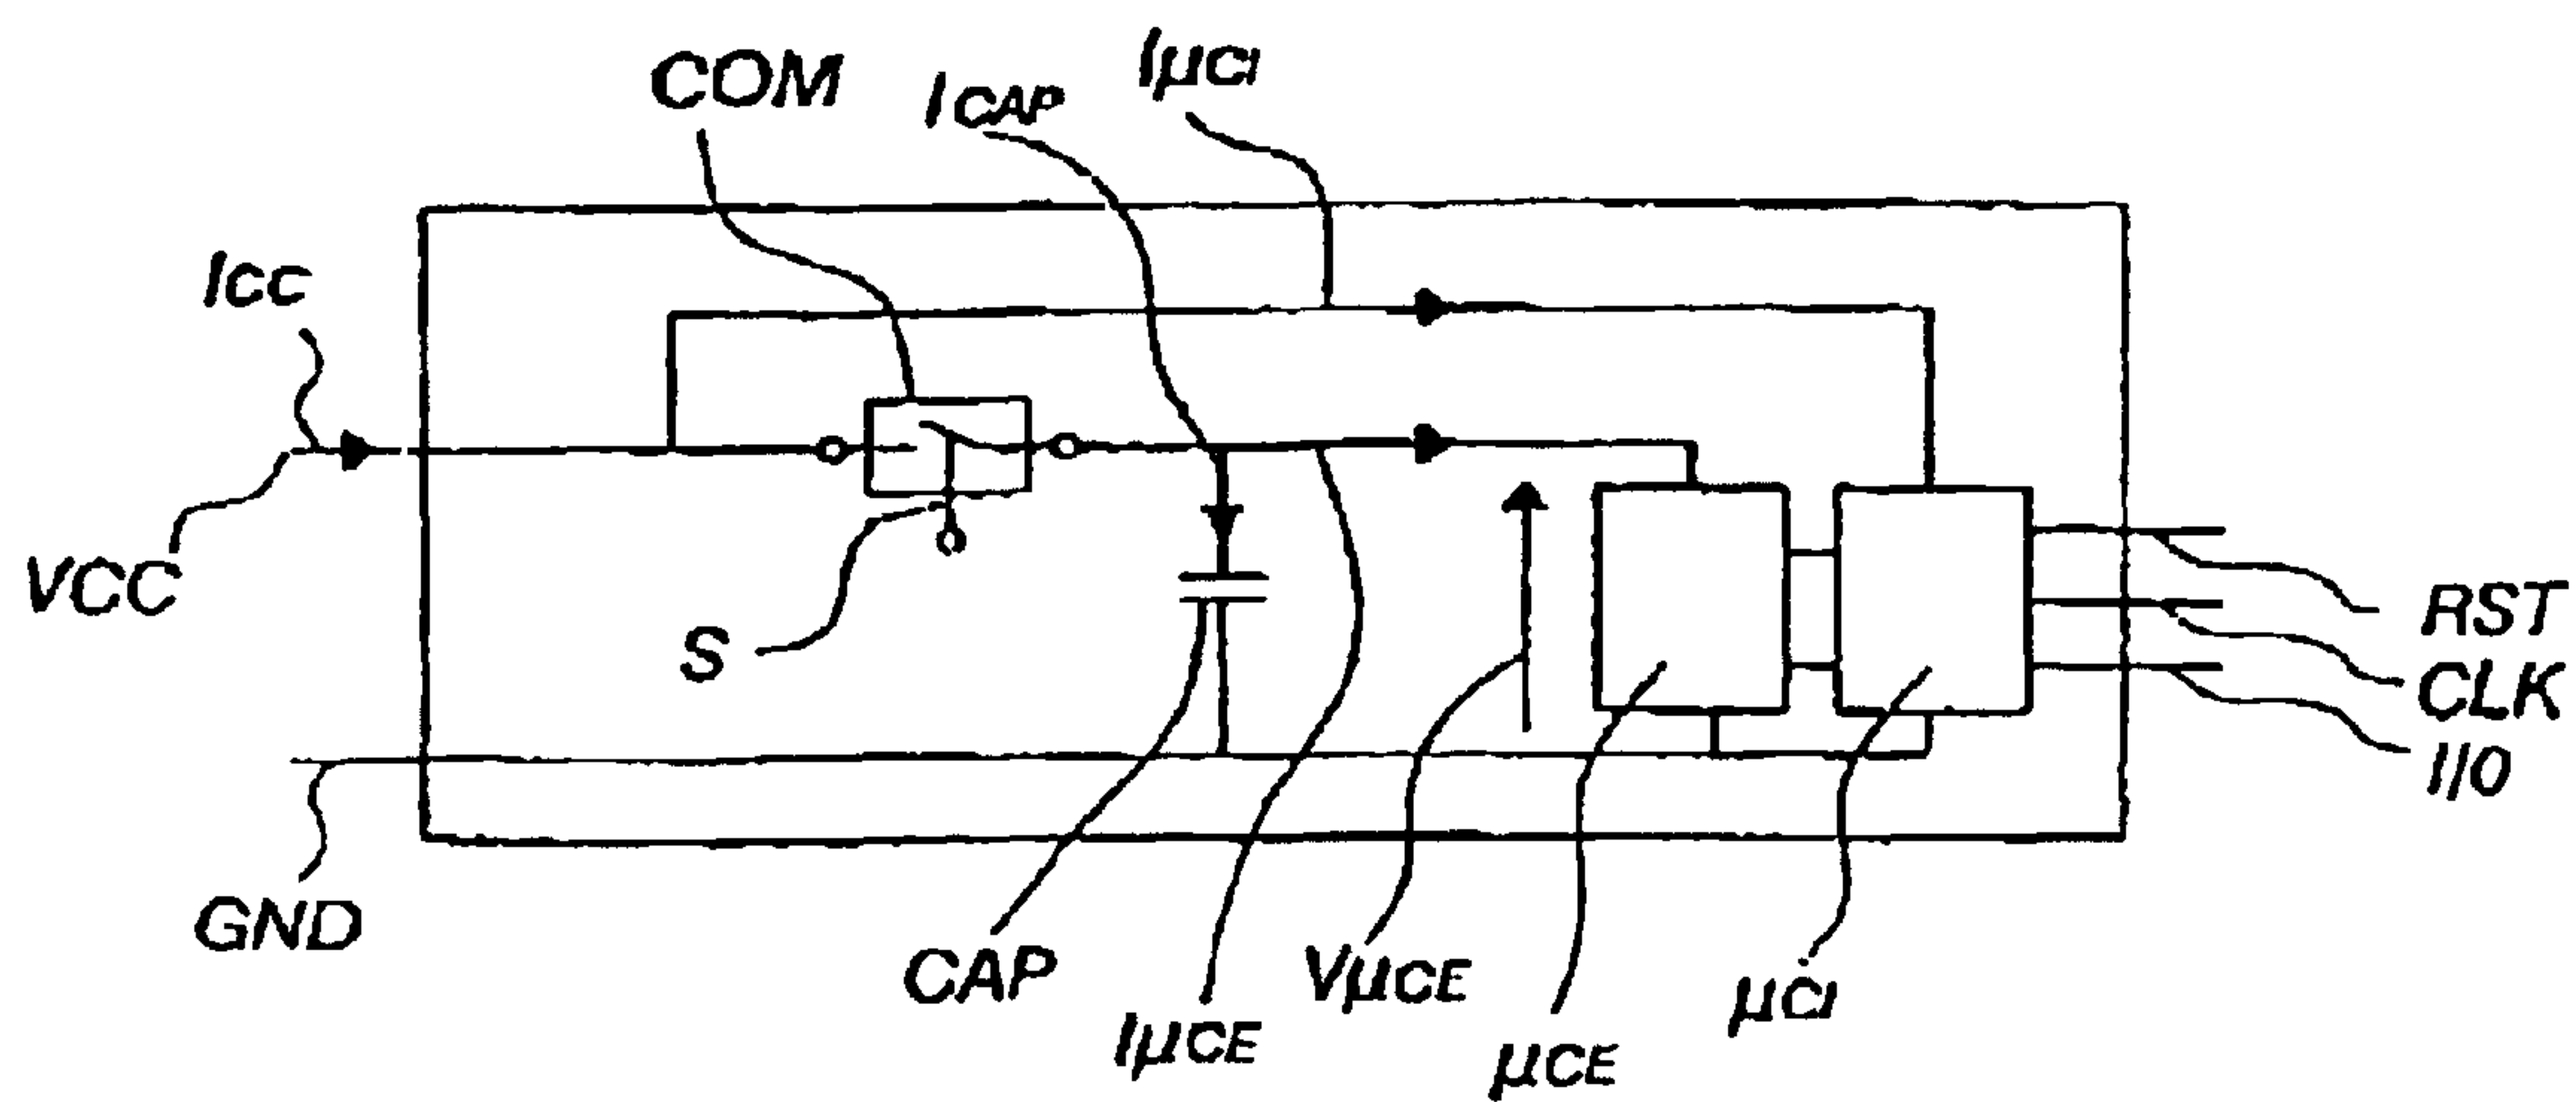 COM
ICAP
IμCI
ICC
VCC
S
RST
CLK
I/O
GND
CAP
IμCE
VμCE
μCE
μCI